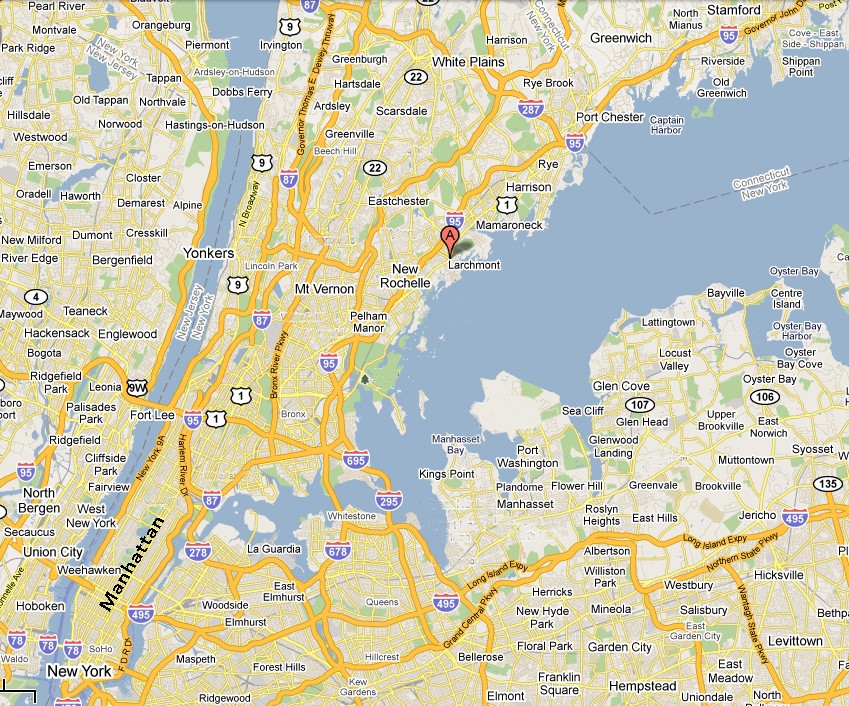 Pearl River
Orangeburg
87
9
22
North
Mianus
Stamford
Montvale
Piermont
Irvington
Harrison
Connecticut
New York
Greenwich
95
Governor John D
Post
Park Ridge
New York
New Jersey
Greenburgh
White Plains
Cove - East
Side - Shippan
Tappan
Ardsley-on-Hudson
Governor Thomas E. Dewey Thruway
22
Riverside
Shippan
Point
Hartsdale
Rye Brook
Old
Greenwich
Old Tappan
Northvale
Dobbs Ferry
Ardsley
Scarsdale
287
Port Chester
Captain
Harbor
Hillsdale
Norwood
Hastings-on-Hudson
Greenville
95
Westwood
Beech Hill
Emerson
9
22
Rye
Closter
87
Harrison
Connecticut
New York
Oradell
Haworth
Demarest
Alpine
N Broadway
Eastchester
1
95
Mamaroneck
New Milford
Dumont
Cresskill
A
River Edge
Bergenfield
Yonkers
Lincoln Park
New
Rochelle
Larchmont
Oyster Bay
4
9
Mt Vernon
Bayville
Centre
Island
Maywood
Teaneck
New Jersey
New York
87
Pelham
Manor
Lattingtown
Oyster Bay
Harbor
Hackensack
Englewood
Bogota
Bronx River Pkwy
95
Locust
Valley
Oyster
Bay Cove
Ridgefield
Park
Leonia
9W
1
Glen Cove
Oyster Bay
Palisades
Park
Fort Lee
95
1
Bronx
Sea Cliff
107
106
Glen Head
Upper
Brookville
East
Norwich
Ridgefield
New York 9A
Harlem River Dr
Manhasset
Bay
Glenwood
Landing
Syosset
Cliffside
Park
95
695
Port
Washington
Muttontown
Kings Point
Fairview
87
295
Plandome
Flower Hill
Greenvale
Brookville
135
North
Bergen
West
New York
Whitestone
Manhasset
Roslyn
Heights
East Hills
Jericho
495
Secaucus
Manhattan
Union City
278
La Guardia
678
Albertson
Long Island Expy
Northern State Pkwy
Weehawken
Long Island Expy
Williston
Park
Westbury
Hicksville
Hoboken
495
Woodside
East
Elmhurst
Queens
495
Herricks
New Hyde
Park
Mineola
Salisbury
Wantagh State Pkwy
Bethp
78
78
78
SoHo
Elmhurst
Grand Central Pkwy
East
Garden City
Levittown
Waldo
F D R Dr
Maspeth
Forest Hills
Hillcrest
Bellerose
Floral Park
Garden City
New York
Kew
Gardens
Franklin
Square
Hempstead
East
Meadow
Ridgewood
Elmont
Uniondale
North